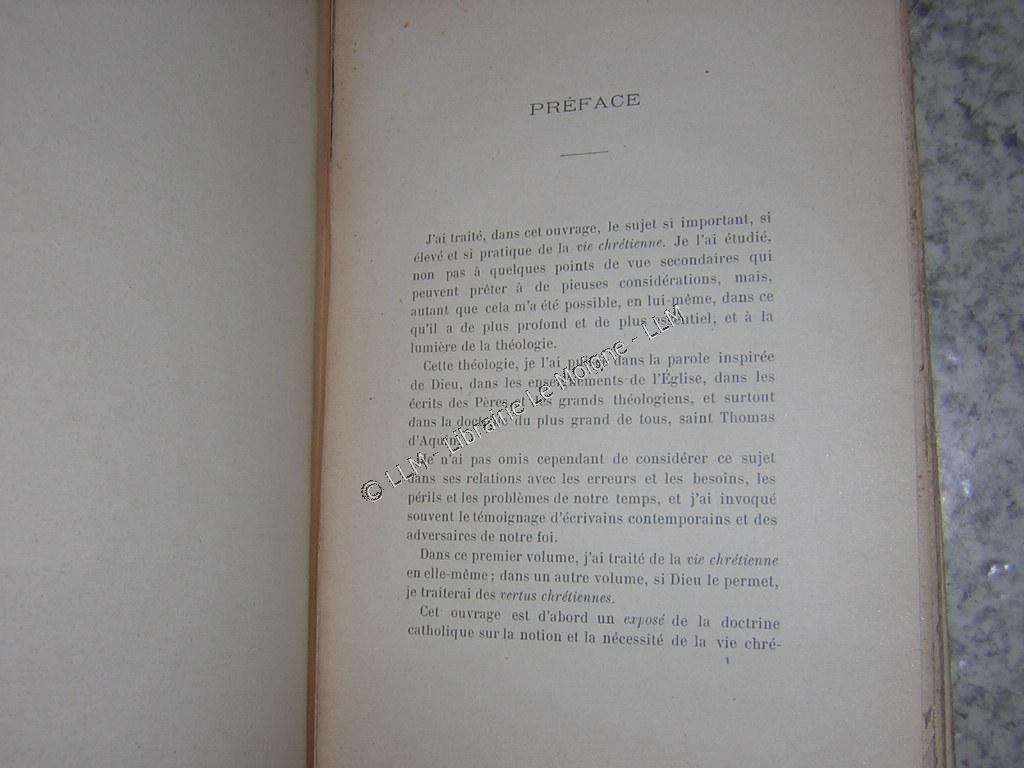 PRÉFACE
J'ai traité, dans cet ouvrage, le sujet si important, si
élevé et si pratique de la vie chrétienne. Je l'ai étudié,
non pas à quelques points de vue secondaires qui
peuvent prêter à de pieuses considérations, mais,
autant que cela m'a été possible, en lui-même, dans ce
qu'il a de plus profond et de plus essentiel, et à la
lumière de la théologie.
Cette théologie, je l'ai dans la parole inspirée
de Dieu, dans les enseignements de l'Église, dans les
écrits des Pères et des grands théologiens, et surtout
dans la doctrine du plus grand de tous, saint Thomas
d'Aquin.
Je n'ai pas omis cependant de considérer ce sujet
dans ses relations avec les erreurs et les besoins, les
périls et les problèmes de notre temps, et j'ai invoqué
souvent le témoignage d'écrivains contemporains et des
adversaires de notre foi.
Dans ce premier volume, j'ai traité de la vie chrétienne
en elle-même ; dans un autre volume, si Dieu le permet,
je traiterai des vertus chrétiennes.
Cet ouvrage est d'abord un exposé de la doctrine
catholique sur la notion et la nécessité de la vie chré-
1
© LLM - Librairie Le Moigne - LLM